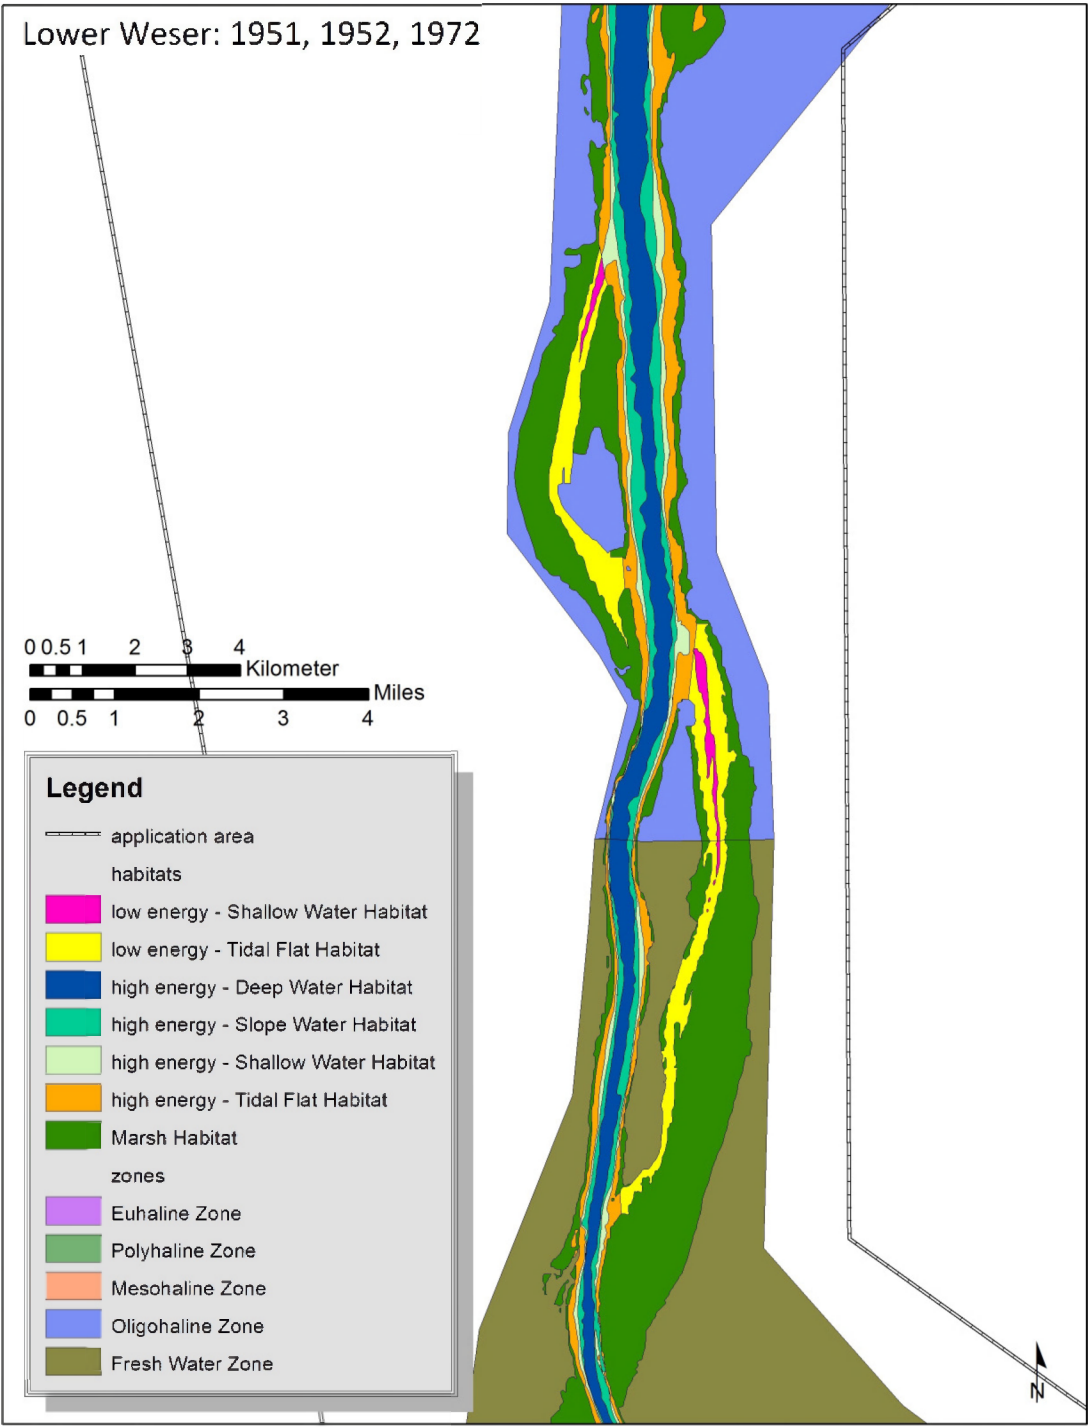 Lower Weser: 1951, 1952, 1972
0 0.5 1 2 3 4
Kilometer
Miles
0 0.5 1 2 3 4
Legend
application area
habitats
low energy - Shallow Water Habitat
low energy - Tidal Flat Habitat
high energy - Deep Water Habitat
high energy - Slope Water Habitat
high energy - Shallow Water Habitat
high energy - Tidal Flat Habitat
Marsh Habitat
zones
Euhaline Zone
Polyhaline Zone
Mesohaline Zone
Oligohaline Zone
Fresh Water Zone
N